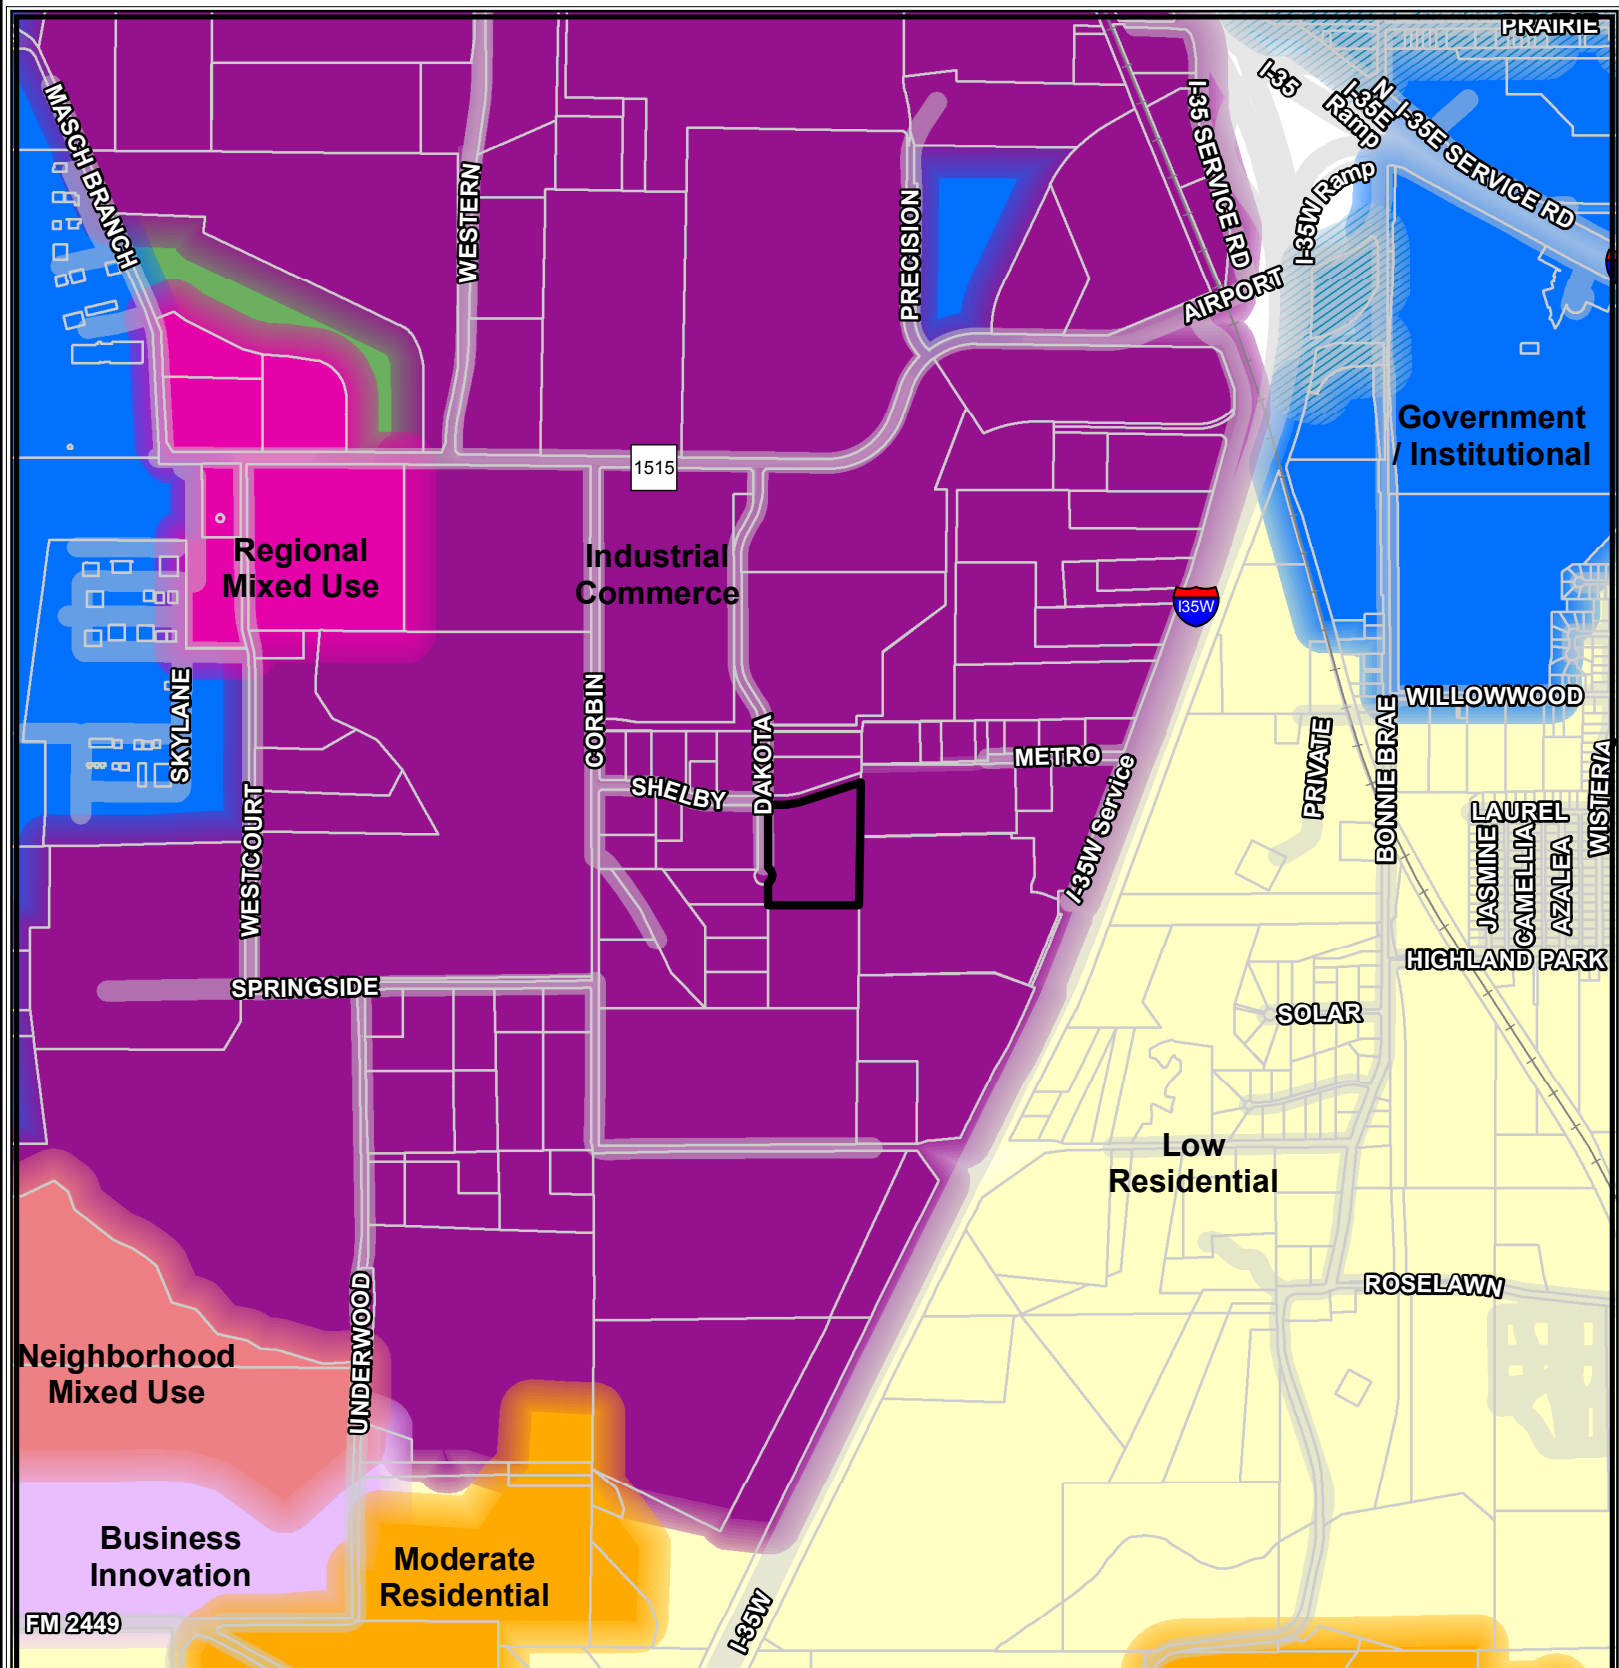 PRAIRIE
I-35
I-35E
Ramp
N I-35E SERVICE RD
MASCH BRANCH
I-35 SERVICE RD
I-35W Ramp
WESTERN
PRECISION
AIRPORT
Government
/ Institutional
1515
Regional
Mixed Use
Industrial
Commerce
I35W
SKYLANE
CORBIN
DAKOTA
WILLOWWOOD
PRIVATE
BONNIE BRAE
WISTERIA
METRO
SHELBY
I-35W Service
LAUREL
JASMINE
CAMELLIA
AZALEA
WESTCOURT
HIGHLAND PARK
SPRINGSIDE
SOLAR
Low
Residential
UNDERWOOD
ROSELAWN
Neighborhood
Mixed Use
Business
Innovation
Moderate
Residential
FM 2449
I-35W